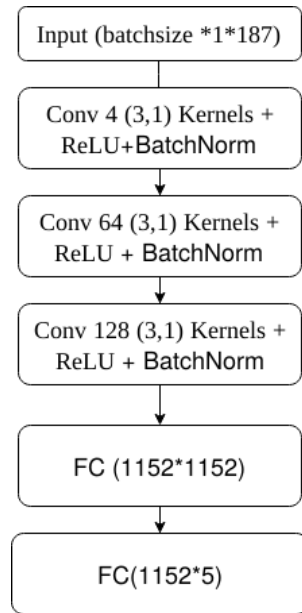 Input (batchsize *1*187)
Conv 4 (3,1) Kernels +
ReLU+BatchNorm
Conv 64 (3,1) Kernels +
ReLU + BatchNorm
Conv 128 (3,1) Kernels +
ReLU + BatchNorm
FC (1152*1152)
FC(1152*5)